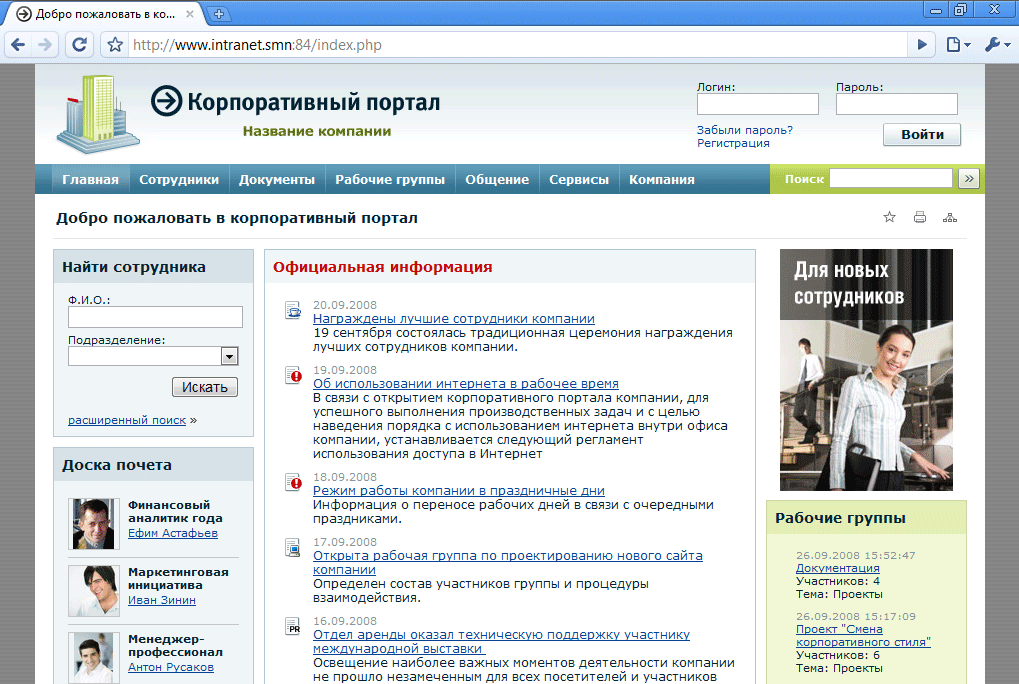 Добро пожаловать в ко...
http://www.intranet.smn:84/index.php
Корпоративный портал
Название компании
Логин:
Пароль:
Забыли пароль?
Регистрация
Войти
Главная
Сотрудники
Документы
Рабочие группы
Общение
Сервисы
Компания
Поиск
»
Добро пожаловать в корпоративный портал
Найти сотрудника
Ф.И.О.:
Подразделение:
Искать
расширенный поиск »
Доска почета
Финансовый
аналитик года
Ефим Астафьев
Маркетинговая
инициатива
Иван Зинин
Менеджер-
профессионал
Антон Русаков
Официальная информация
20.09.2008
Награждены лучшие сотрудники компании
19 сентября состоялась традиционная церемония награждения
лучших сотрудников компании.
19.09.2008
Об использовании интернета в рабочее время
В связи с открытием корпоративного портала компании, для
успешного выполнения производственных задач и с целью
наведения порядка с использованием интернета внутри офиса
компании, устанавливается следующий регламент
использования доступа в Интернет
18.09.2008
Режим работы компании в праздничные дни
Информация о переносе рабочих дней в связи с очередными
праздниками.
17.09.2008
Открыта рабочая группа по проектированию нового сайта
компании
Определен состав участников группы и процедуры
взаимодействия.
PR
16.09.2008
Отдел аренды оказал техническую поддержку участнику
международной выставки
Освещение наиболее важных моментов деятельности компании
не прошло незамеченным для всех посетителей и участников
Для новых
сотрудников
Рабочие группы
26.09.2008 15:52:47
Документация
Участников: 4
Тема: Проекты
26.09.2008 15:17:09
Проект "Смена
корпоративного стиля"
Участников: 6
Тема: Проекты